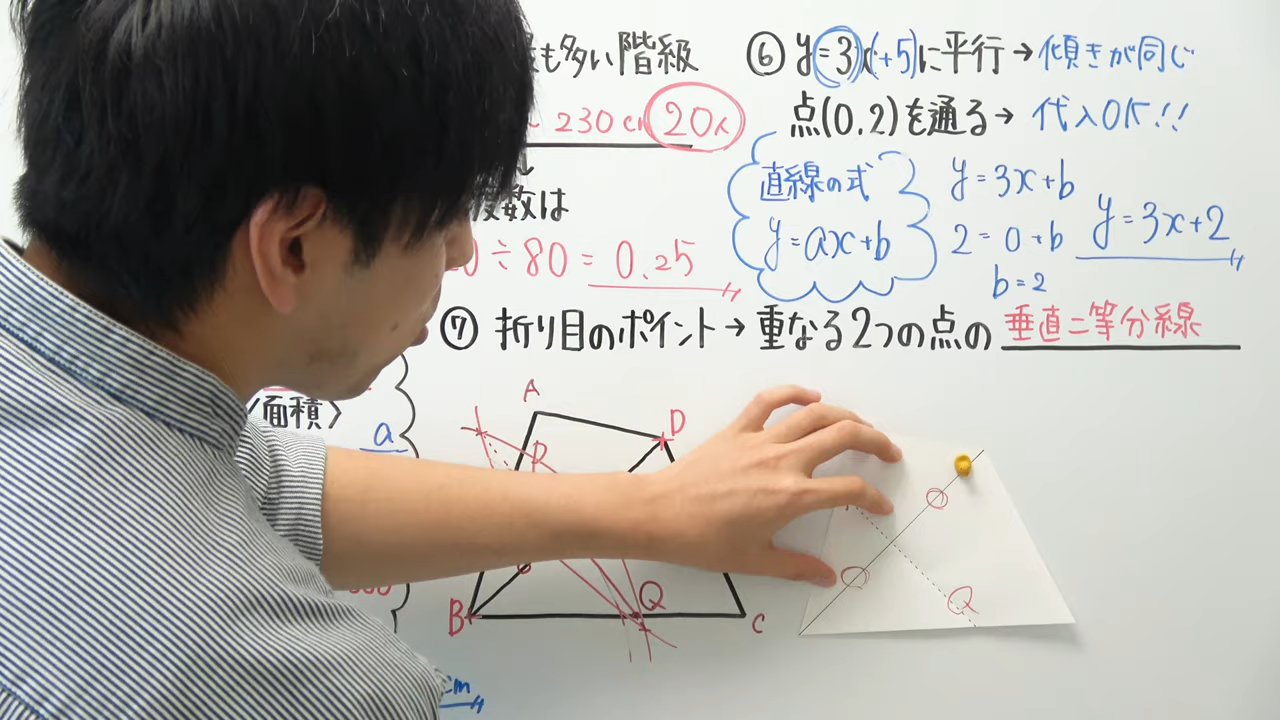 も多い階級
230cm 20人
度数は
÷80=0.25
面積〉
a
cm
⑥ y=3x(+5)に平行→傾きが同じ
点(0.2)を通る→代入OK!!
直線の式
y=ax+b
y=3x+b
2=0+b
b=2
y=3x+2
⑦ 折り目のポイント→重なる2つの点の垂直二等分線
A
D
P
B
Q
C
Q